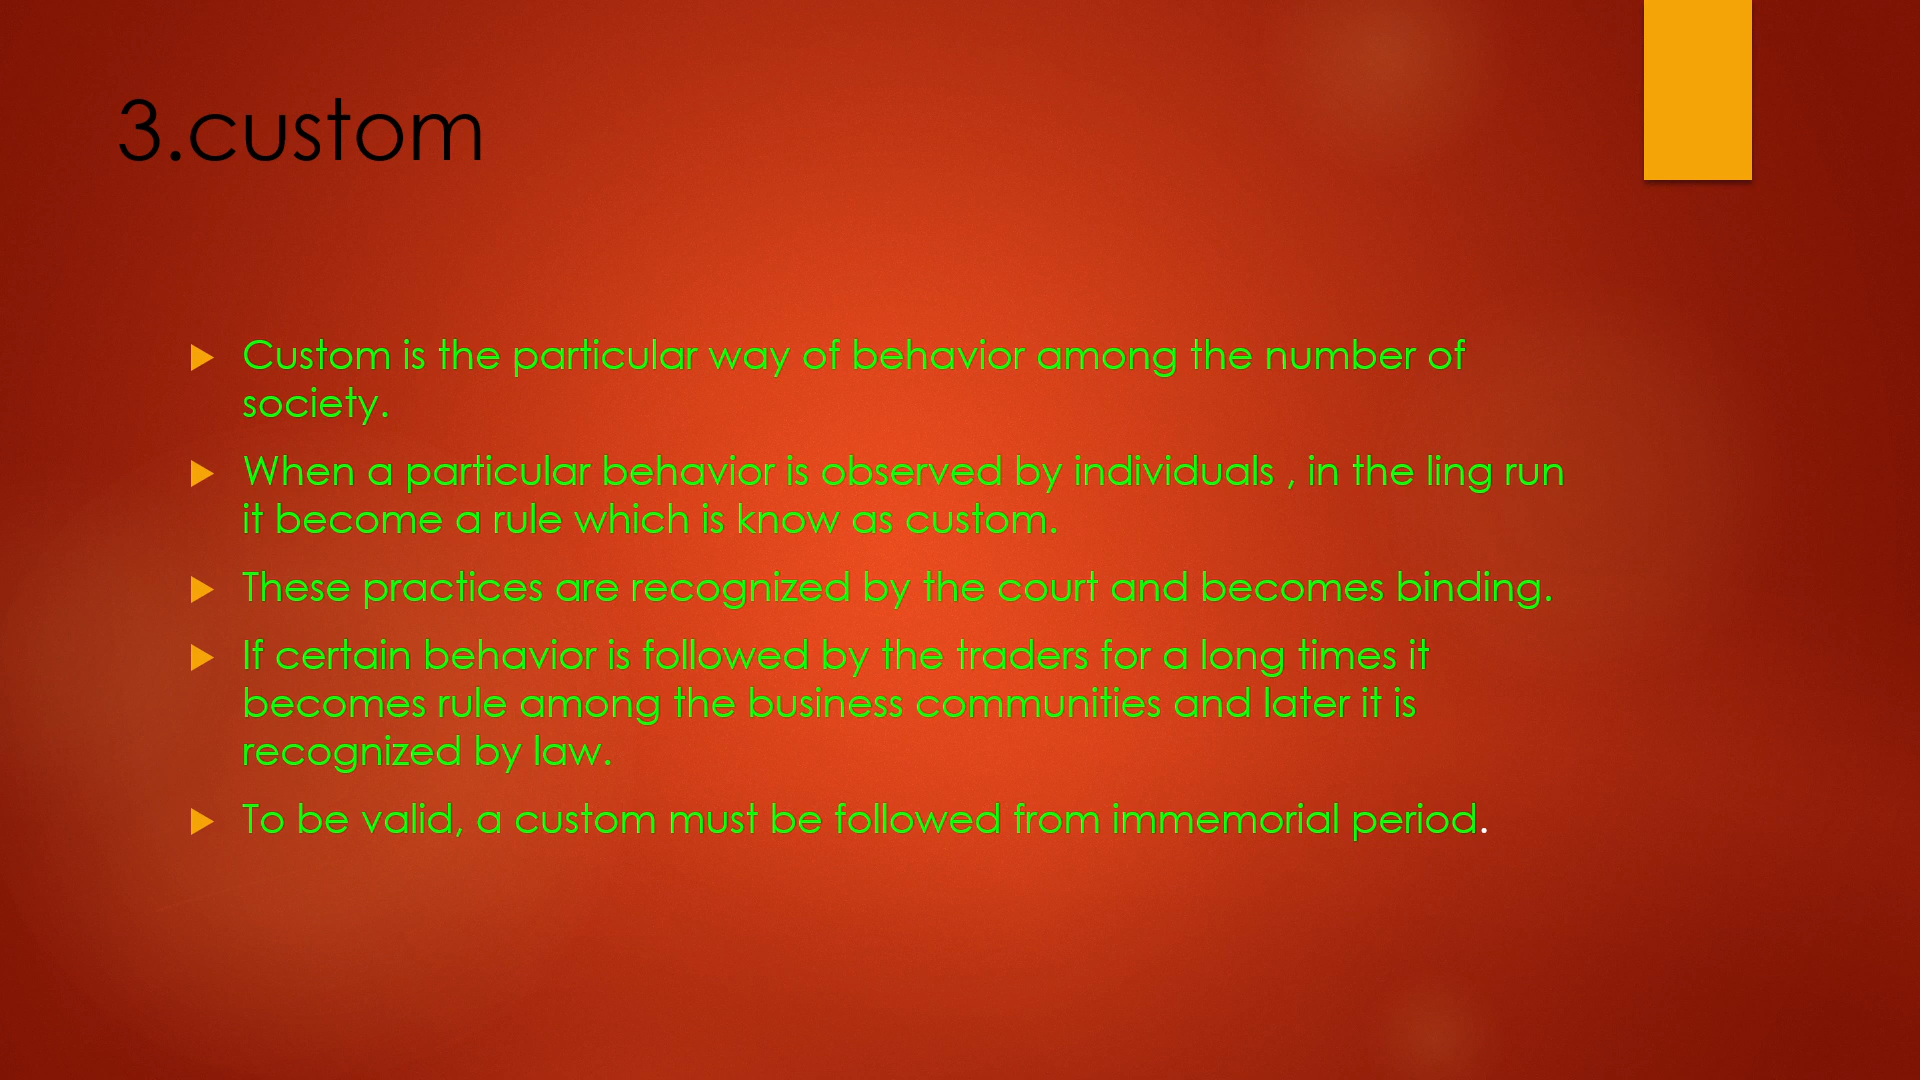 3.custom
Custom is the particular way of behavior among the number of
society.
When a particular behavior is observed by individuals , in the ling run
it become a rule which is know as custom.
These practices are recognized by the court and becomes binding.
If certain behavior is followed by the traders for a long times it
becomes rule among the business communities and later it is
recognized by law.
To be valid, a custom must be followed from immemorial period.